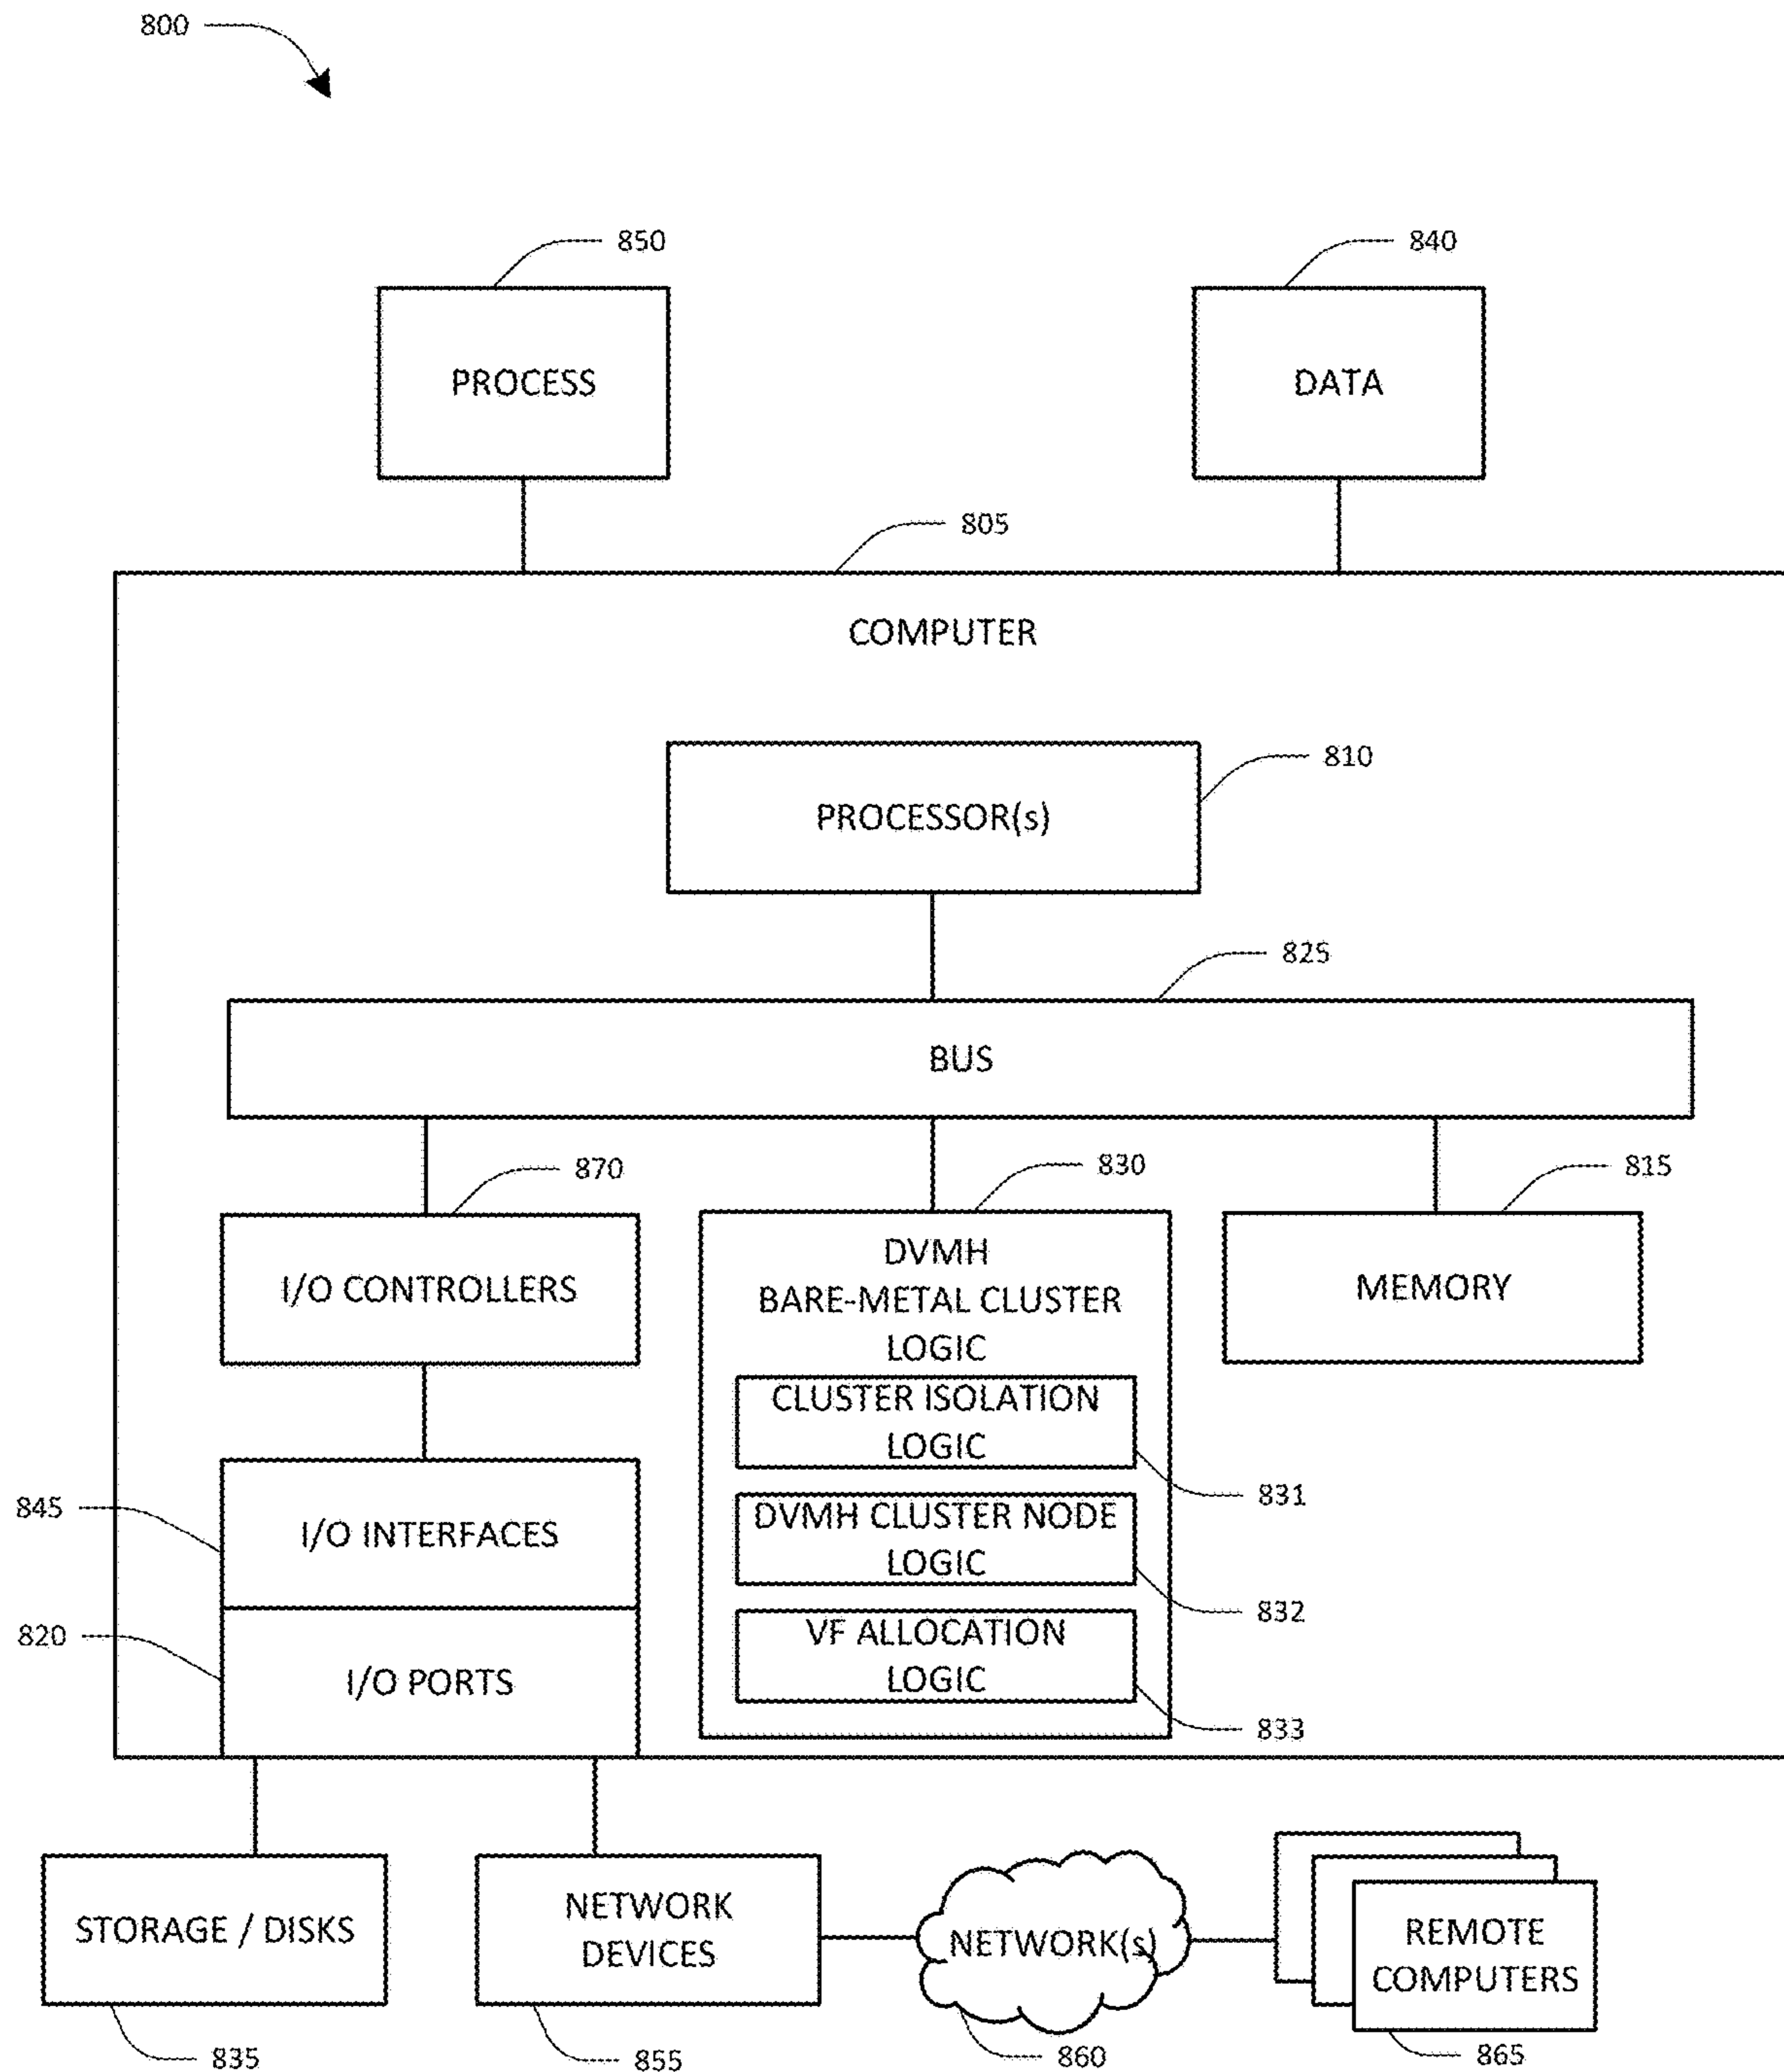 800
850
840
PROCESS
DATA
805
COMPUTER
810
PROCESSOR(s)
825
BUS
870
830
815
I/O CONTROLLERS
DVMH
BARE-METAL CLUSTER
LOGIC
MEMORY
CLUSTER ISOLATION
LOGIC
831
845
I/O INTERFACES
DVMH CLUSTER NODE
LOGIC
832
820
I/O PORTS
VF ALLOCATION
LOGIC
833
STORAGE / DISKS
NETWORK
DEVICES
NETWORK(s)
REMOTE
COMPUTERS
835
855
860
865